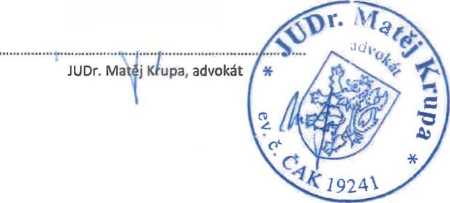 JUDr. Matěj Krupa, advokát
* JUDr. Matěj Krupa *
advokát
ev. č. ČAK 19241